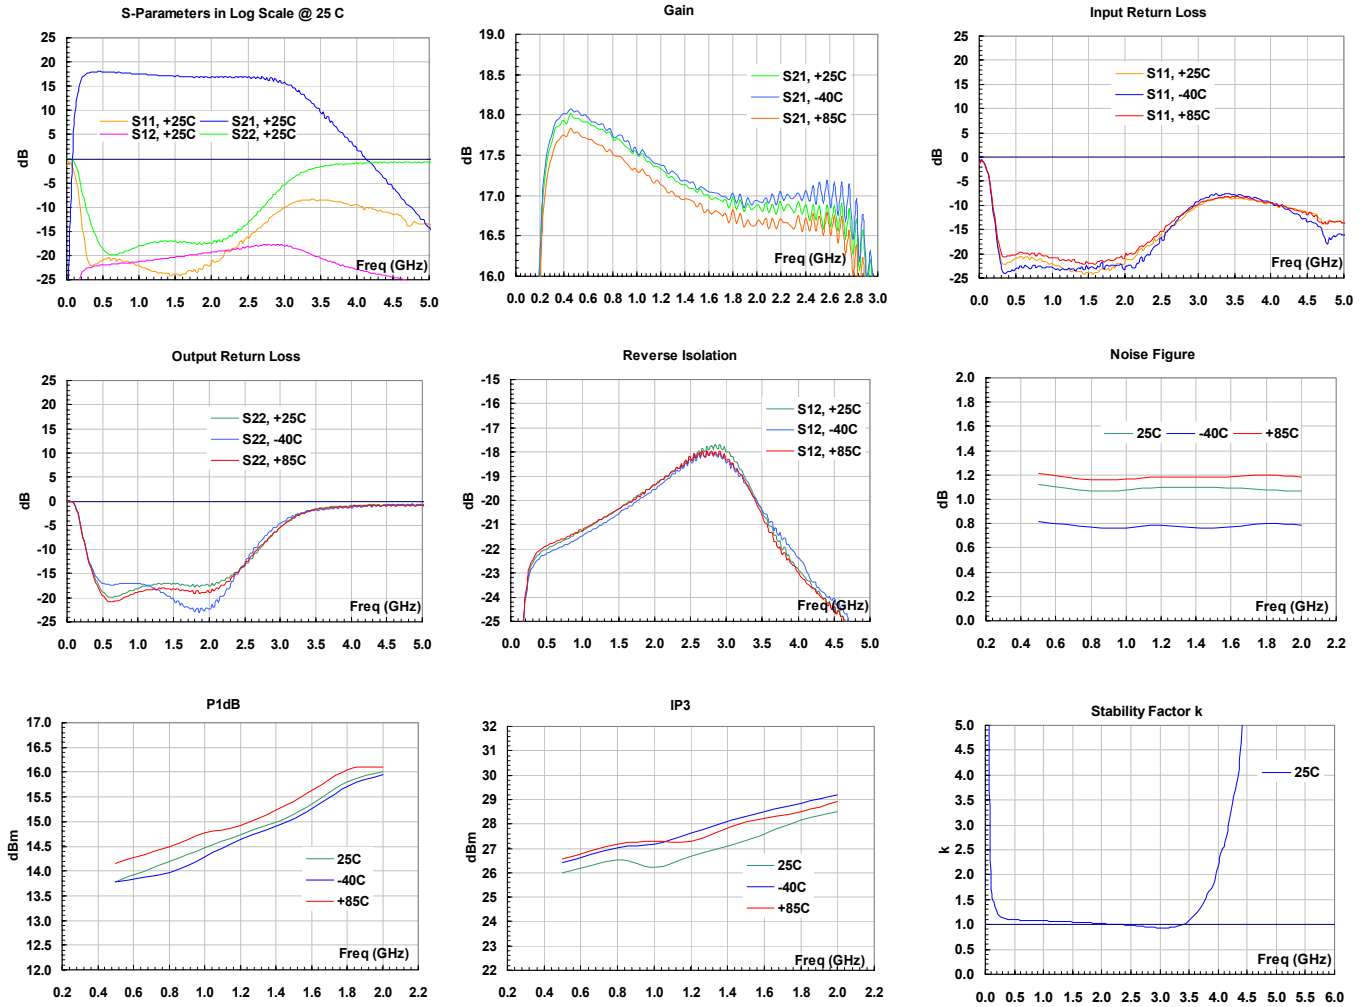 S-Parameters in Log Scale @ 25 C
25
20
15
10
5
0
-5
-10
-15
-20
-25
dB
S11, +25C
S21, +25C
S12, +25C
S22, +25C
Freq (GHz)
0.0 0.5 1.0 1.5 2.0 2.5 3.0 3.5 4.0 4.5 5.0
Gain
19.0
18.5
18.0
17.5
17.0
16.5
16.0
dB
S21, +25C
S21, -40C
S21, +85C
Freq (GHz)
0.0 0.2 0.4 0.6 0.8 1.0 1.2 1.4 1.6 1.8 2.0 2.2 2.4 2.6 2.8 3.0
Input Return Loss
25
20
15
10
5
0
-5
-10
-15
-20
-25
dB
S11, +25C
S11, -40C
S11, +85C
Freq (GHz)
0.0 0.5 1.0 1.5 2.0 2.5 3.0 3.5 4.0 4.5 5.0
Output Return Loss
25
20
15
10
5
0
-5
-10
-15
-20
-25
dB
S22, +25C
S22, -40C
S22, +85C
Freq (GHz)
0.0 0.5 1.0 1.5 2.0 2.5 3.0 3.5 4.0 4.5 5.0
Reverse Isolation
-15
-16
-17
-18
-19
-20
-21
-22
-23
-24
-25
dB
S12, +25C
S12, -40C
S12, +85C
Freq (GHz)
0.0 0.5 1.0 1.5 2.0 2.5 3.0 3.5 4.0 4.5 5.0
Noise Figure
2.0
1.8
1.6
1.4
1.2
1.0
0.8
0.6
0.4
0.2
0.0
dB
25C
-40C
+85C
Freq (GHz)
0.2 0.4 0.6 0.8 1.0 1.2 1.4 1.6 1.8 2.0 2.2
P1dB
17.0
16.0
15.0
14.0
13.0
12.5
12.0
16.5
15.5
14.5
13.5
dBm
25C
-40C
+85C
Freq (GHz)
0.2 0.4 0.6 0.8 1.0 1.2 1.4 1.6 1.8 2.0 2.2
IP3
32
31
30
29
28
27
26
25
24
23
22
dBm
25C
-40C
+85C
Freq (GHz)
0.2 0.4 0.6 0.8 1.0 1.2 1.4 1.6 1.8 2.0 2.2
Stability Factor k
5.0
4.5
4.0
3.5
3.0
2.5
2.0
1.5
1.0
0.5
0.0
k
25C
Freq (GHz)
0.0 0.5 1.0 1.5 2.0 2.5 3.0 3.5 4.0 4.5 5.0 5.5 6.0